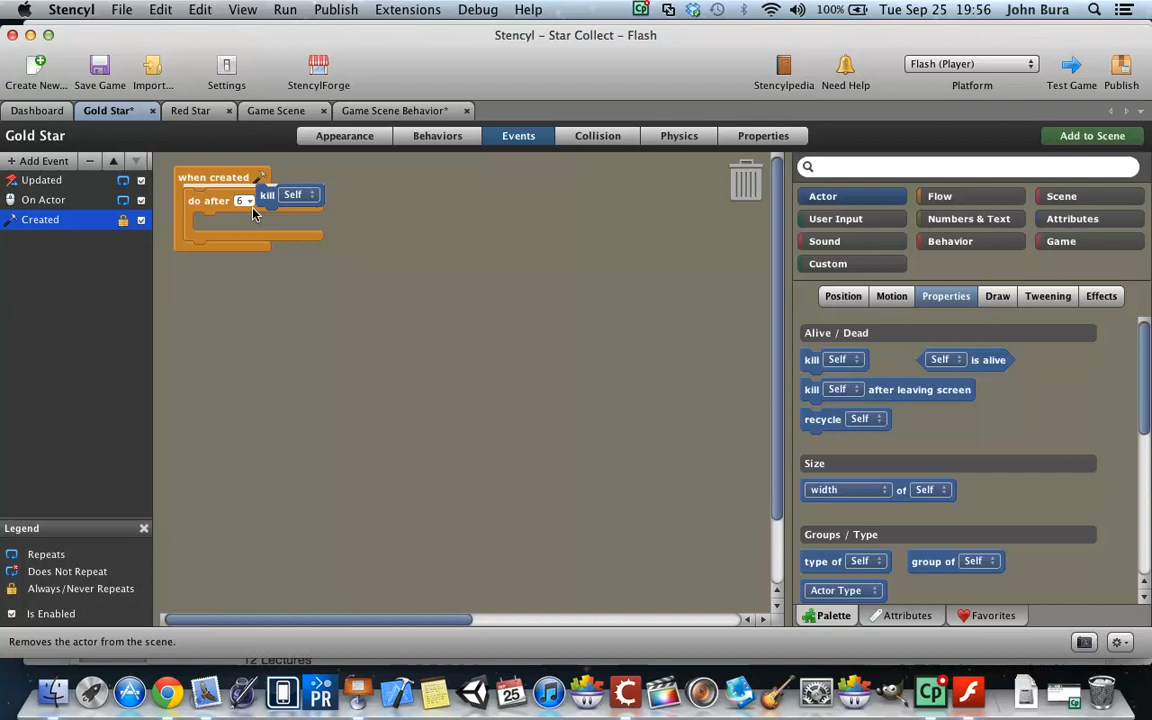 Stencyl File Edit Edit View Run Publish Extensions Debug Help 100% Tue Sep 25 19:56 John Bura
Stencyl – Star Collect – Flash
Create New... Save Game Import... Settings StencylForge Stencylpedia Need Help Flash (Player) Platform Test Game Publish
Dashboard Gold Star* Red Star Game Scene Game Scene Behavior*
Gold Star Appearance Behaviors Events Collision Physics Properties Add to Scene
Add Event
Updated
On Actor
Created
when created
do after 6
kill Self
Actor Flow Scene
User Input Numbers & Text Attributes
Sound Behavior Game
Custom
Position Motion Properties Draw Tweening Effects
Alive / Dead
kill Self Self is alive
kill Self after leaving screen
recycle Self
Size
width of Self
Groups / Type
type of Self group of Self
Actor Type
Legend
Repeats
Does Not Repeat
Always/Never Repeats
Is Enabled
Palette Attributes Favorites
Removes the actor from the scene.
12 Lectures
PR 25 Cp